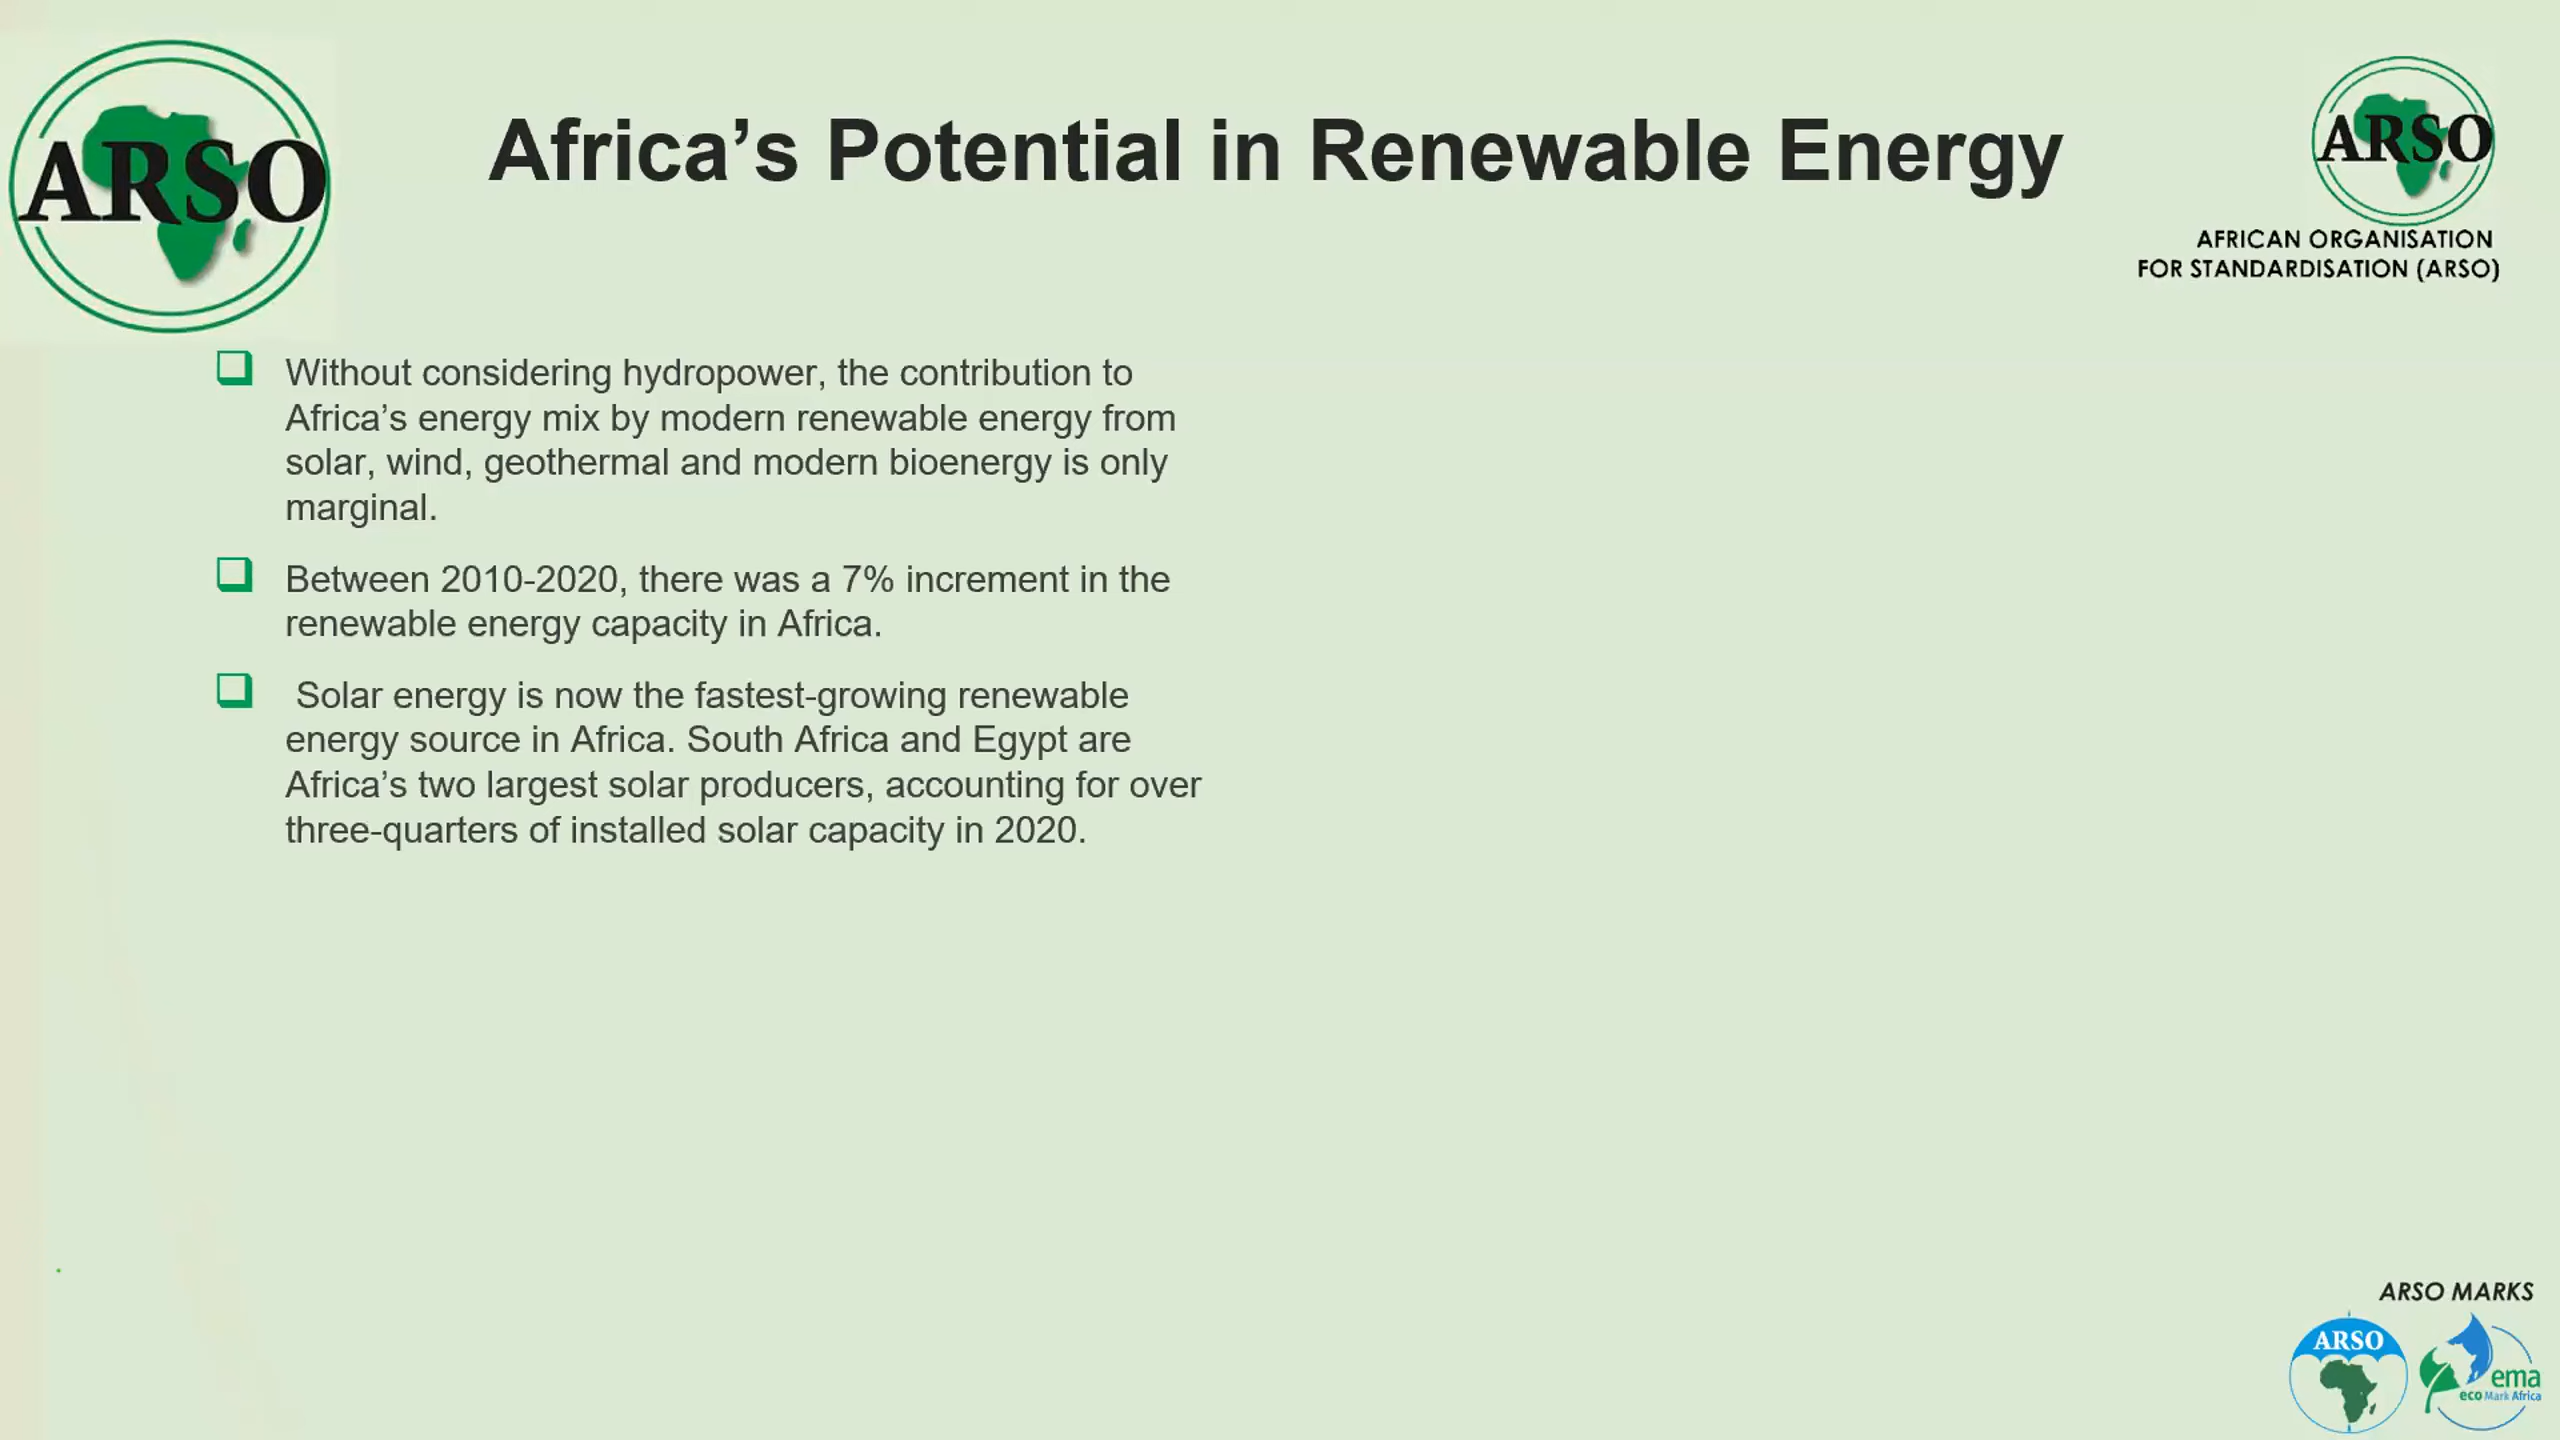 ARSO
Africa’s Potential in Renewable Energy
ARSO
AFRICAN ORGANISATION
FOR STANDARDISATION (ARSO)
Without considering hydropower, the contribution to
Africa’s energy mix by modern renewable energy from
solar, wind, geothermal and modern bioenergy is only
marginal.
Between 2010-2020, there was a 7% increment in the
renewable energy capacity in Africa.
Solar energy is now the fastest-growing renewable
energy source in Africa. South Africa and Egypt are
Africa’s two largest solar producers, accounting for over
three-quarters of installed solar capacity in 2020.
ARSO MARKS
ARSO
ema
eco Mark Africa